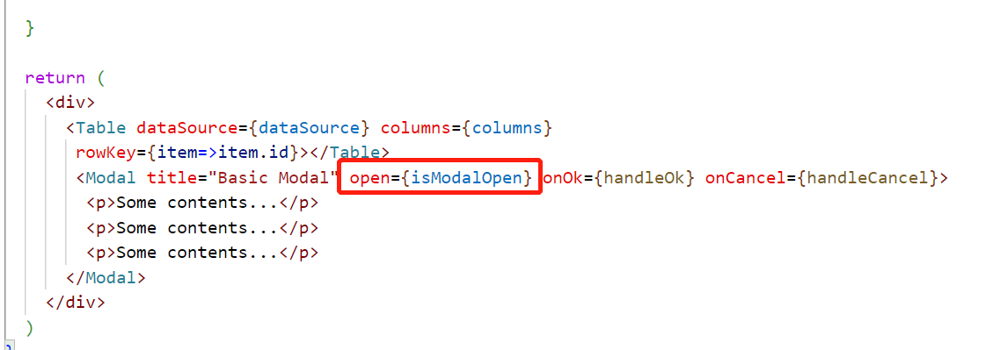 }
return (
<div>
<Table dataSource={dataSource} columns={columns}
rowKey={item=>item.id}></Table>
<Modal title="Basic Modal" open={isModalOpen} onOk={handleOk} onCancel={handleCancel}>
<p>Some contents...</p>
<p>Some contents...</p>
<p>Some contents...</p>
</Modal>
</div>
)